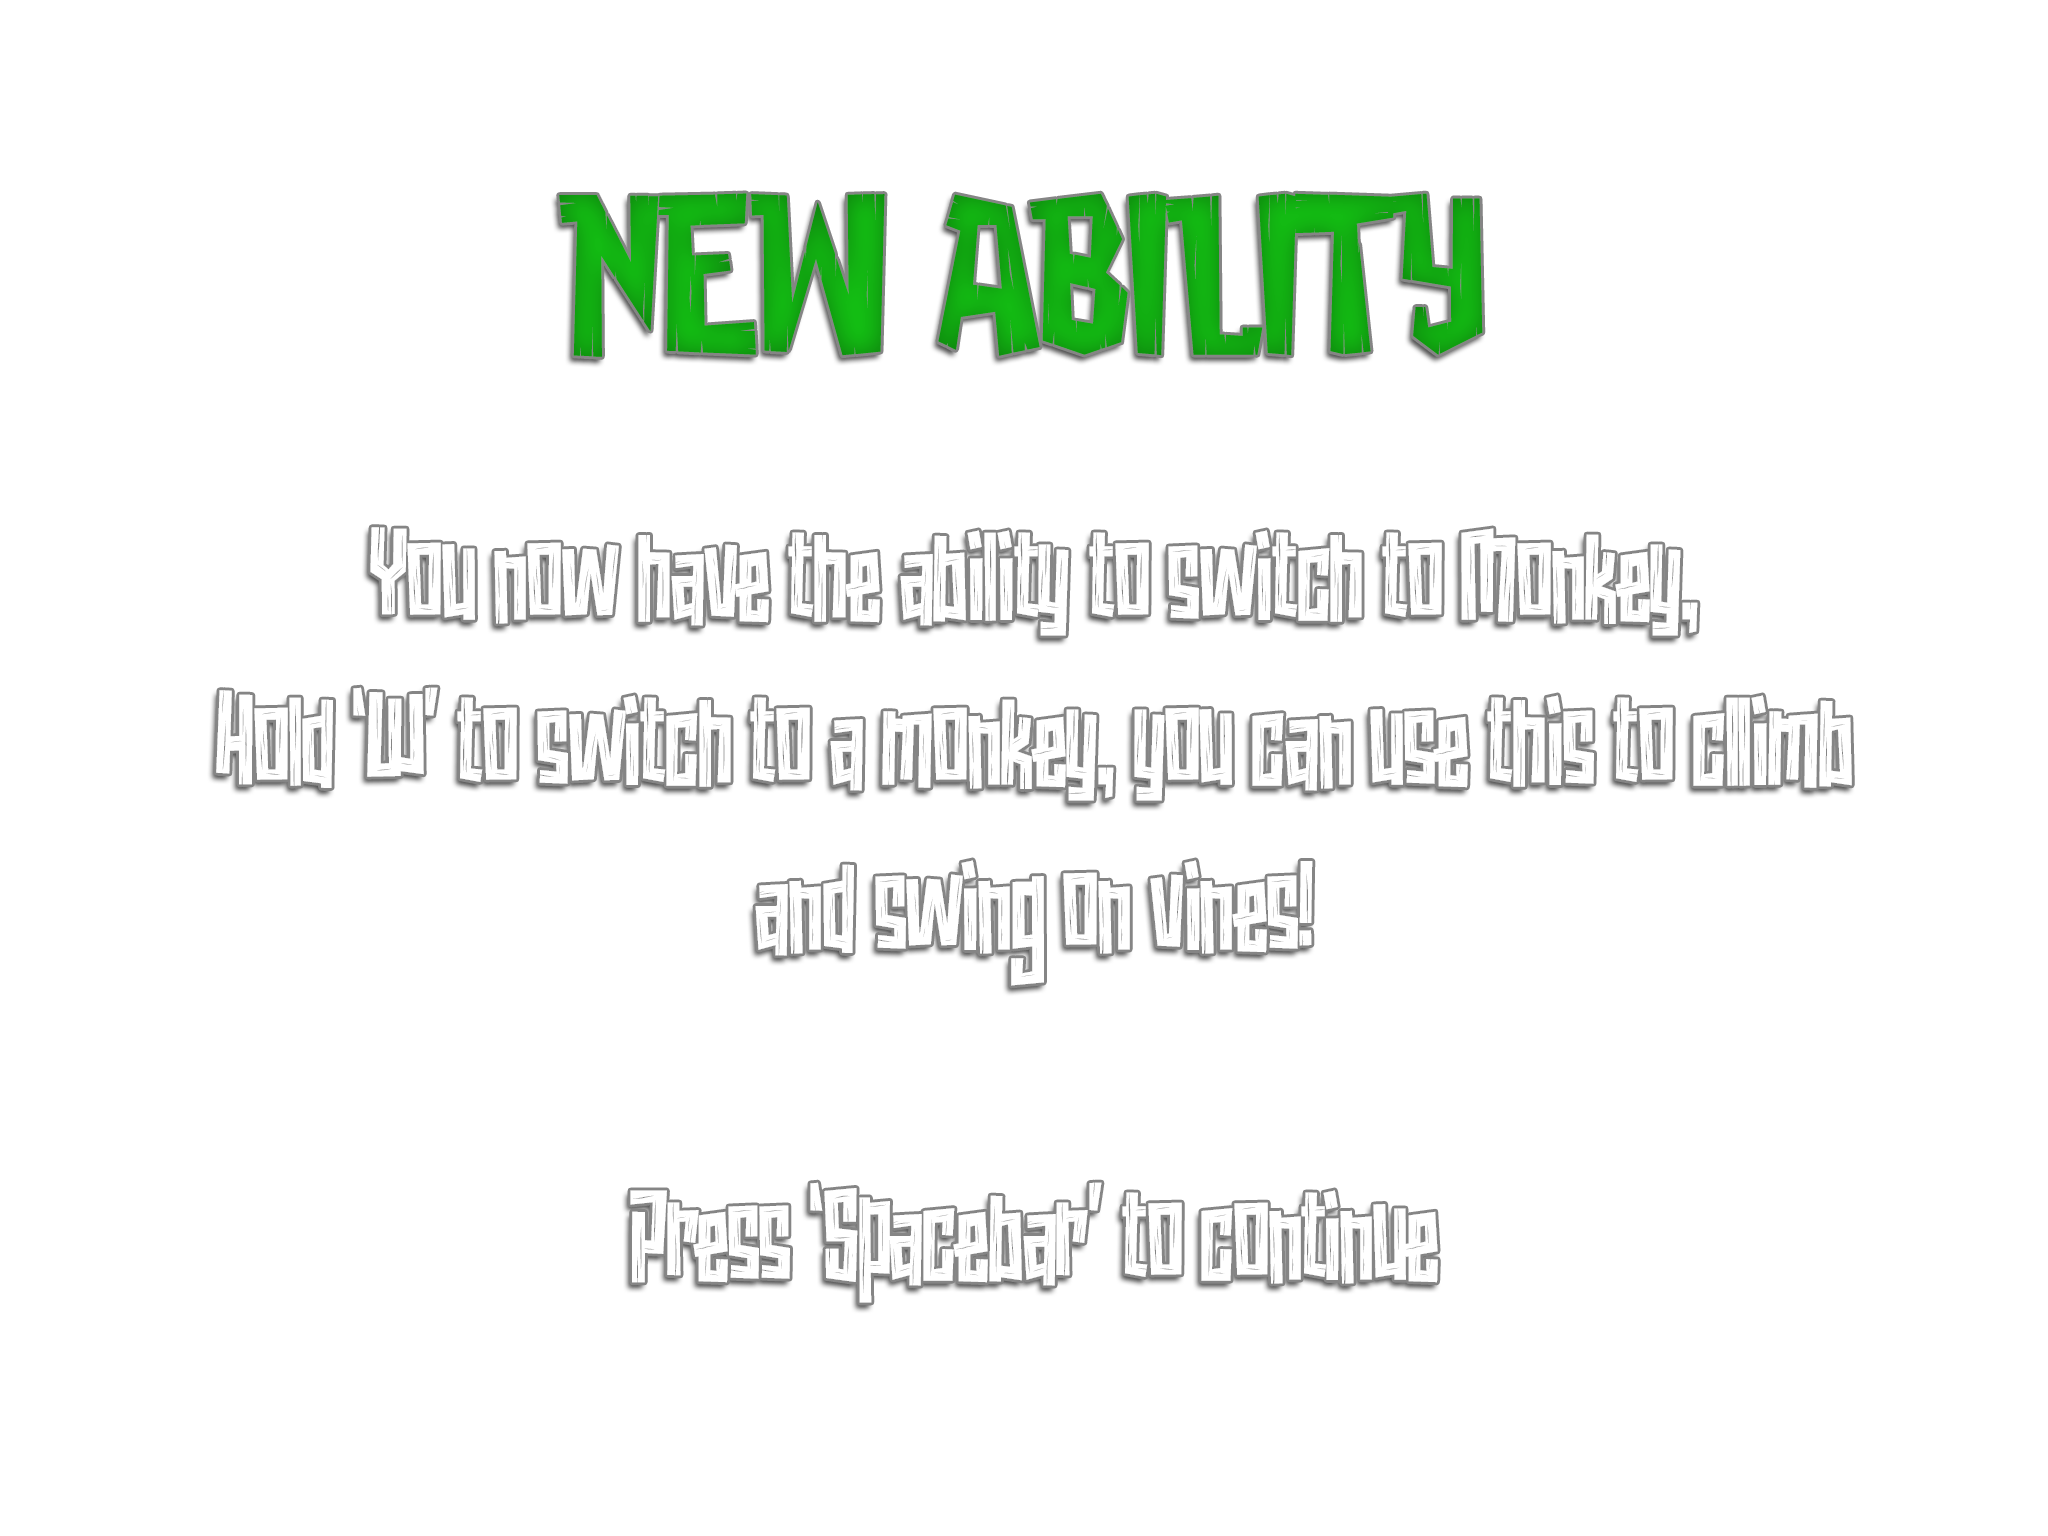 NEW ABILITY
You now have the ability to switch to Monkey,
Hold 'W' to switch to a monkey, you can use this to cllimb
and swing on vines!
Press 'Spacebar' to continue